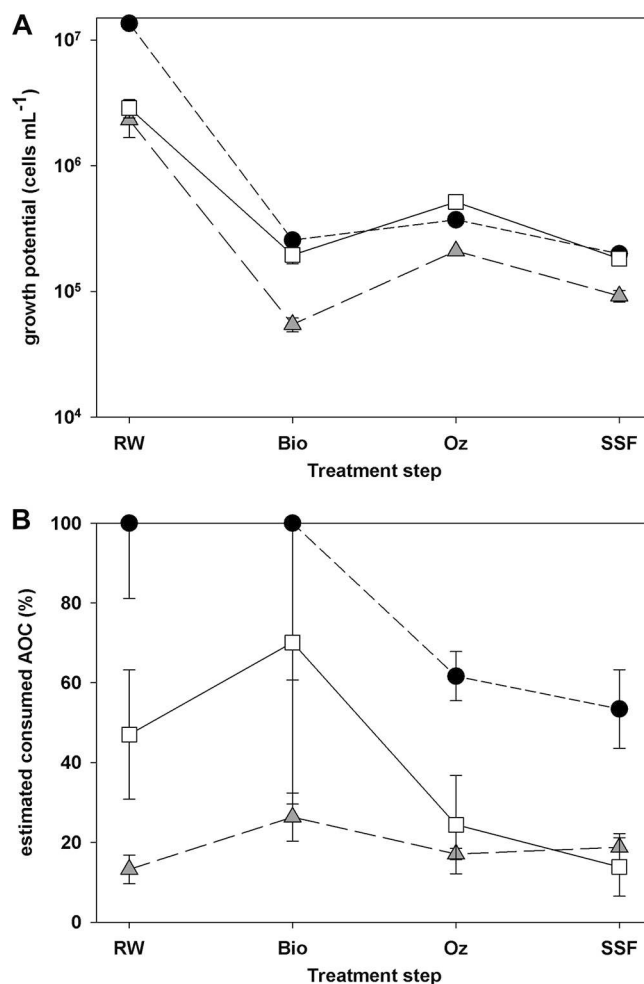 A
growth potential (cells mL⁻¹)
10⁷
10⁶
10⁵
10⁴
RW Bio Oz SSF
Treatment step
B
estimated consumed AOC (%)
100
80
60
40
20
0
RW Bio Oz SSF
Treatment step